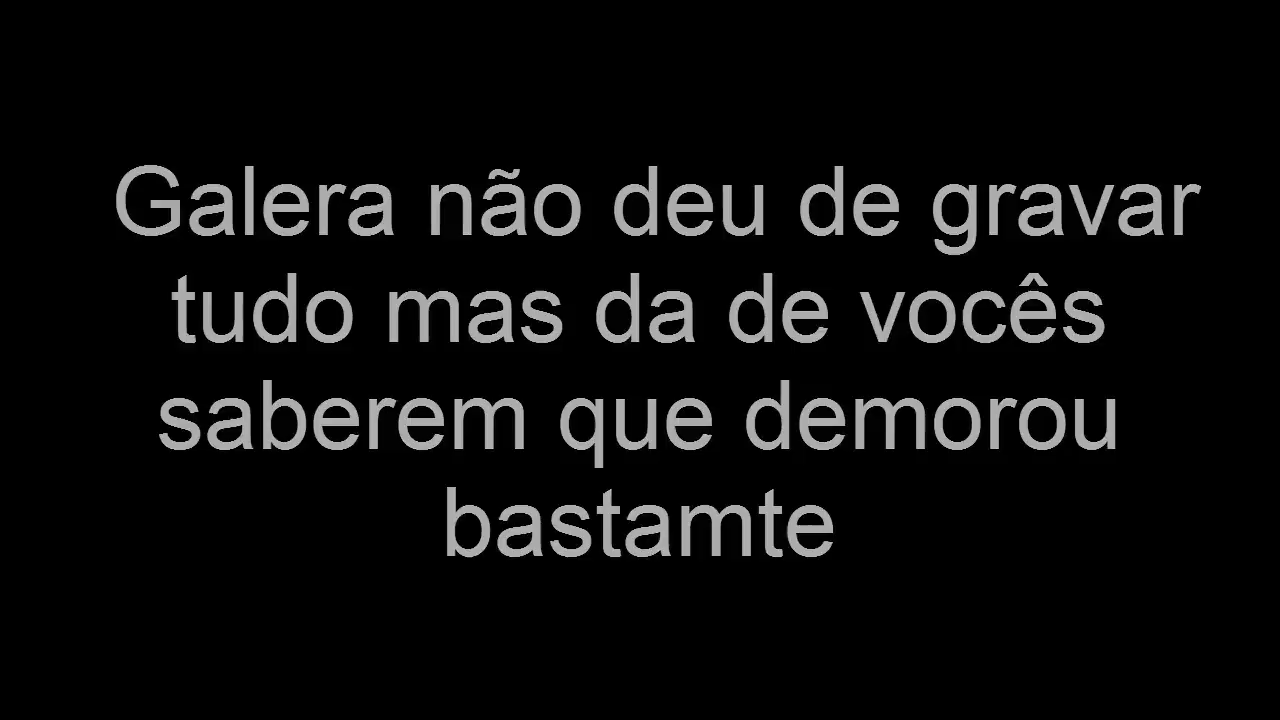 Galera não deu de gravar
tudo mas da de vocês
saberem que demorou
bastamte